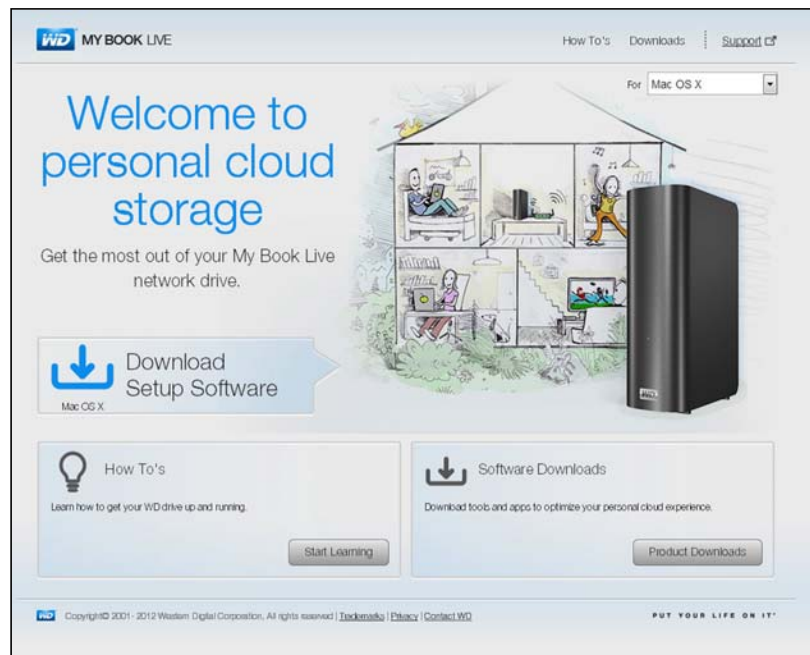 WD MY BOOK LIVE
How To's Downloads Support
For Mac OS X
Welcome to
personal cloud
storage
Get the most out of your My Book Live
network drive.
Download
Setup Software
Mac OS X
WD
How To's
Learn how to get your WD drive up and running.
Start Learning
Software Downloads
Download tools and apps to optimize your personal cloud experience.
Product Downloads
WD Copyright© 2001 - 2012 Western Digital Corporation, All rights reserved | Trademarks | Privacy | Contact WD
PUT YOUR LIFE ON IT®